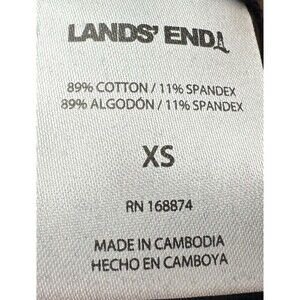 LANDS' END
89% COTTON / 11% SPANDEX
89% ALGODÓN / 11% SPANDEX
XS
RN 168874
MADE IN CAMBODIA
HECHO EN CAMBOYA